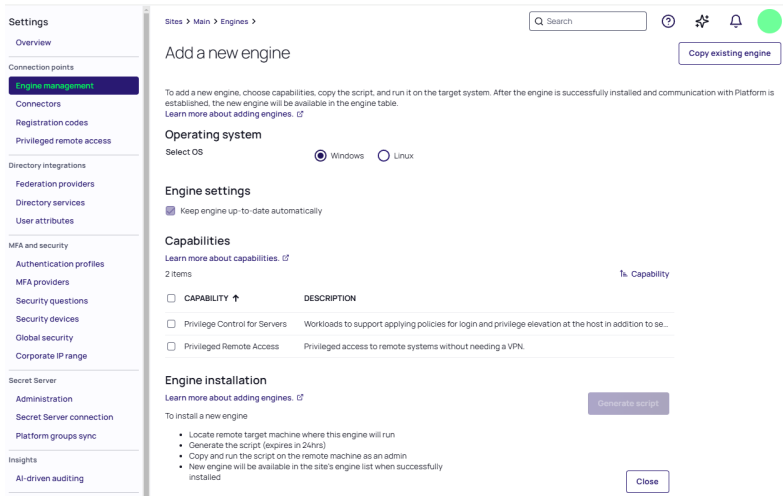 Settings
Overview
Connection points
Engine management
Connectors
Registration codes
Privileged remote access
Directory integrations
Federation providers
Directory services
User attributes
MFA and security
Authentication profiles
MFA providers
Security questions
Security devices
Global security
Corporate IP range
Secret Server
Administration
Secret Server connection
Platform groups sync
Insights
AI-driven auditing
Sites > Main > Engines >
Search
Add a new engine
Copy existing engine
To add a new engine, choose capabilities, copy the script, and run it on the target system. After the engine is successfully installed and communication with Platform is
established, the new engine will be available in the engine table.
Learn more about adding engines.
Operating system
Select OS
Windows
Linux
Engine settings
Keep engine up-to-date automatically
Capabilities
Learn more about capabilities.
2 items
Capability
CAPABILITY ↑ DESCRIPTION
Privilege Control for Servers Workloads to support applying policies for login and privilege elevation at the host in addition to se...
Privileged Remote Access Privileged access to remote systems without needing a VPN.
Engine installation
Learn more about adding engines.
Generate script
To install a new engine
• Locate remote target machine where this engine will run
• Generate the script (expires in 24hrs)
• Copy and run the script on the remote machine as an admin
• New engine will be available in the site's engine list when successfully
installed
Close